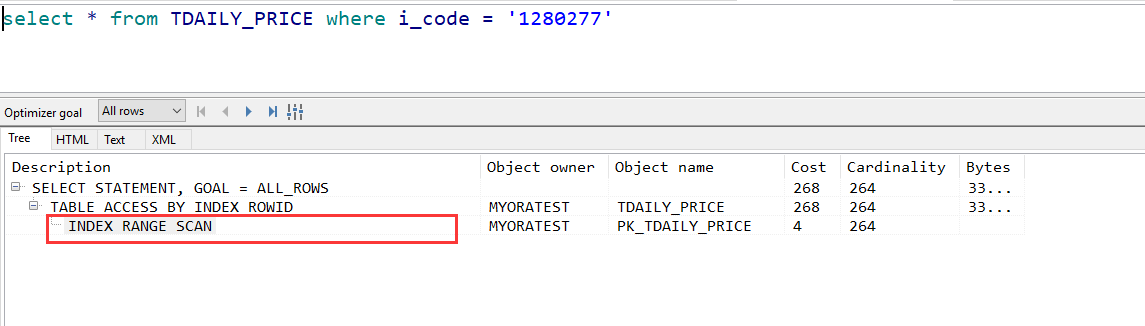 select * from TDAILY_PRICE where i_code = '1280277'
Optimizer goal All rows
Tree HTML Text XML
Description Object owner Object name Cost Cardinality Bytes
SELECT STATEMENT, GOAL = ALL_ROWS 268 264 33...
TABLE ACCESS BY INDEX ROWID MYORATEST TDAILY_PRICE 268 264 33...
INDEX RANGE SCAN MYORATEST PK_TDAILY_PRICE 4 264